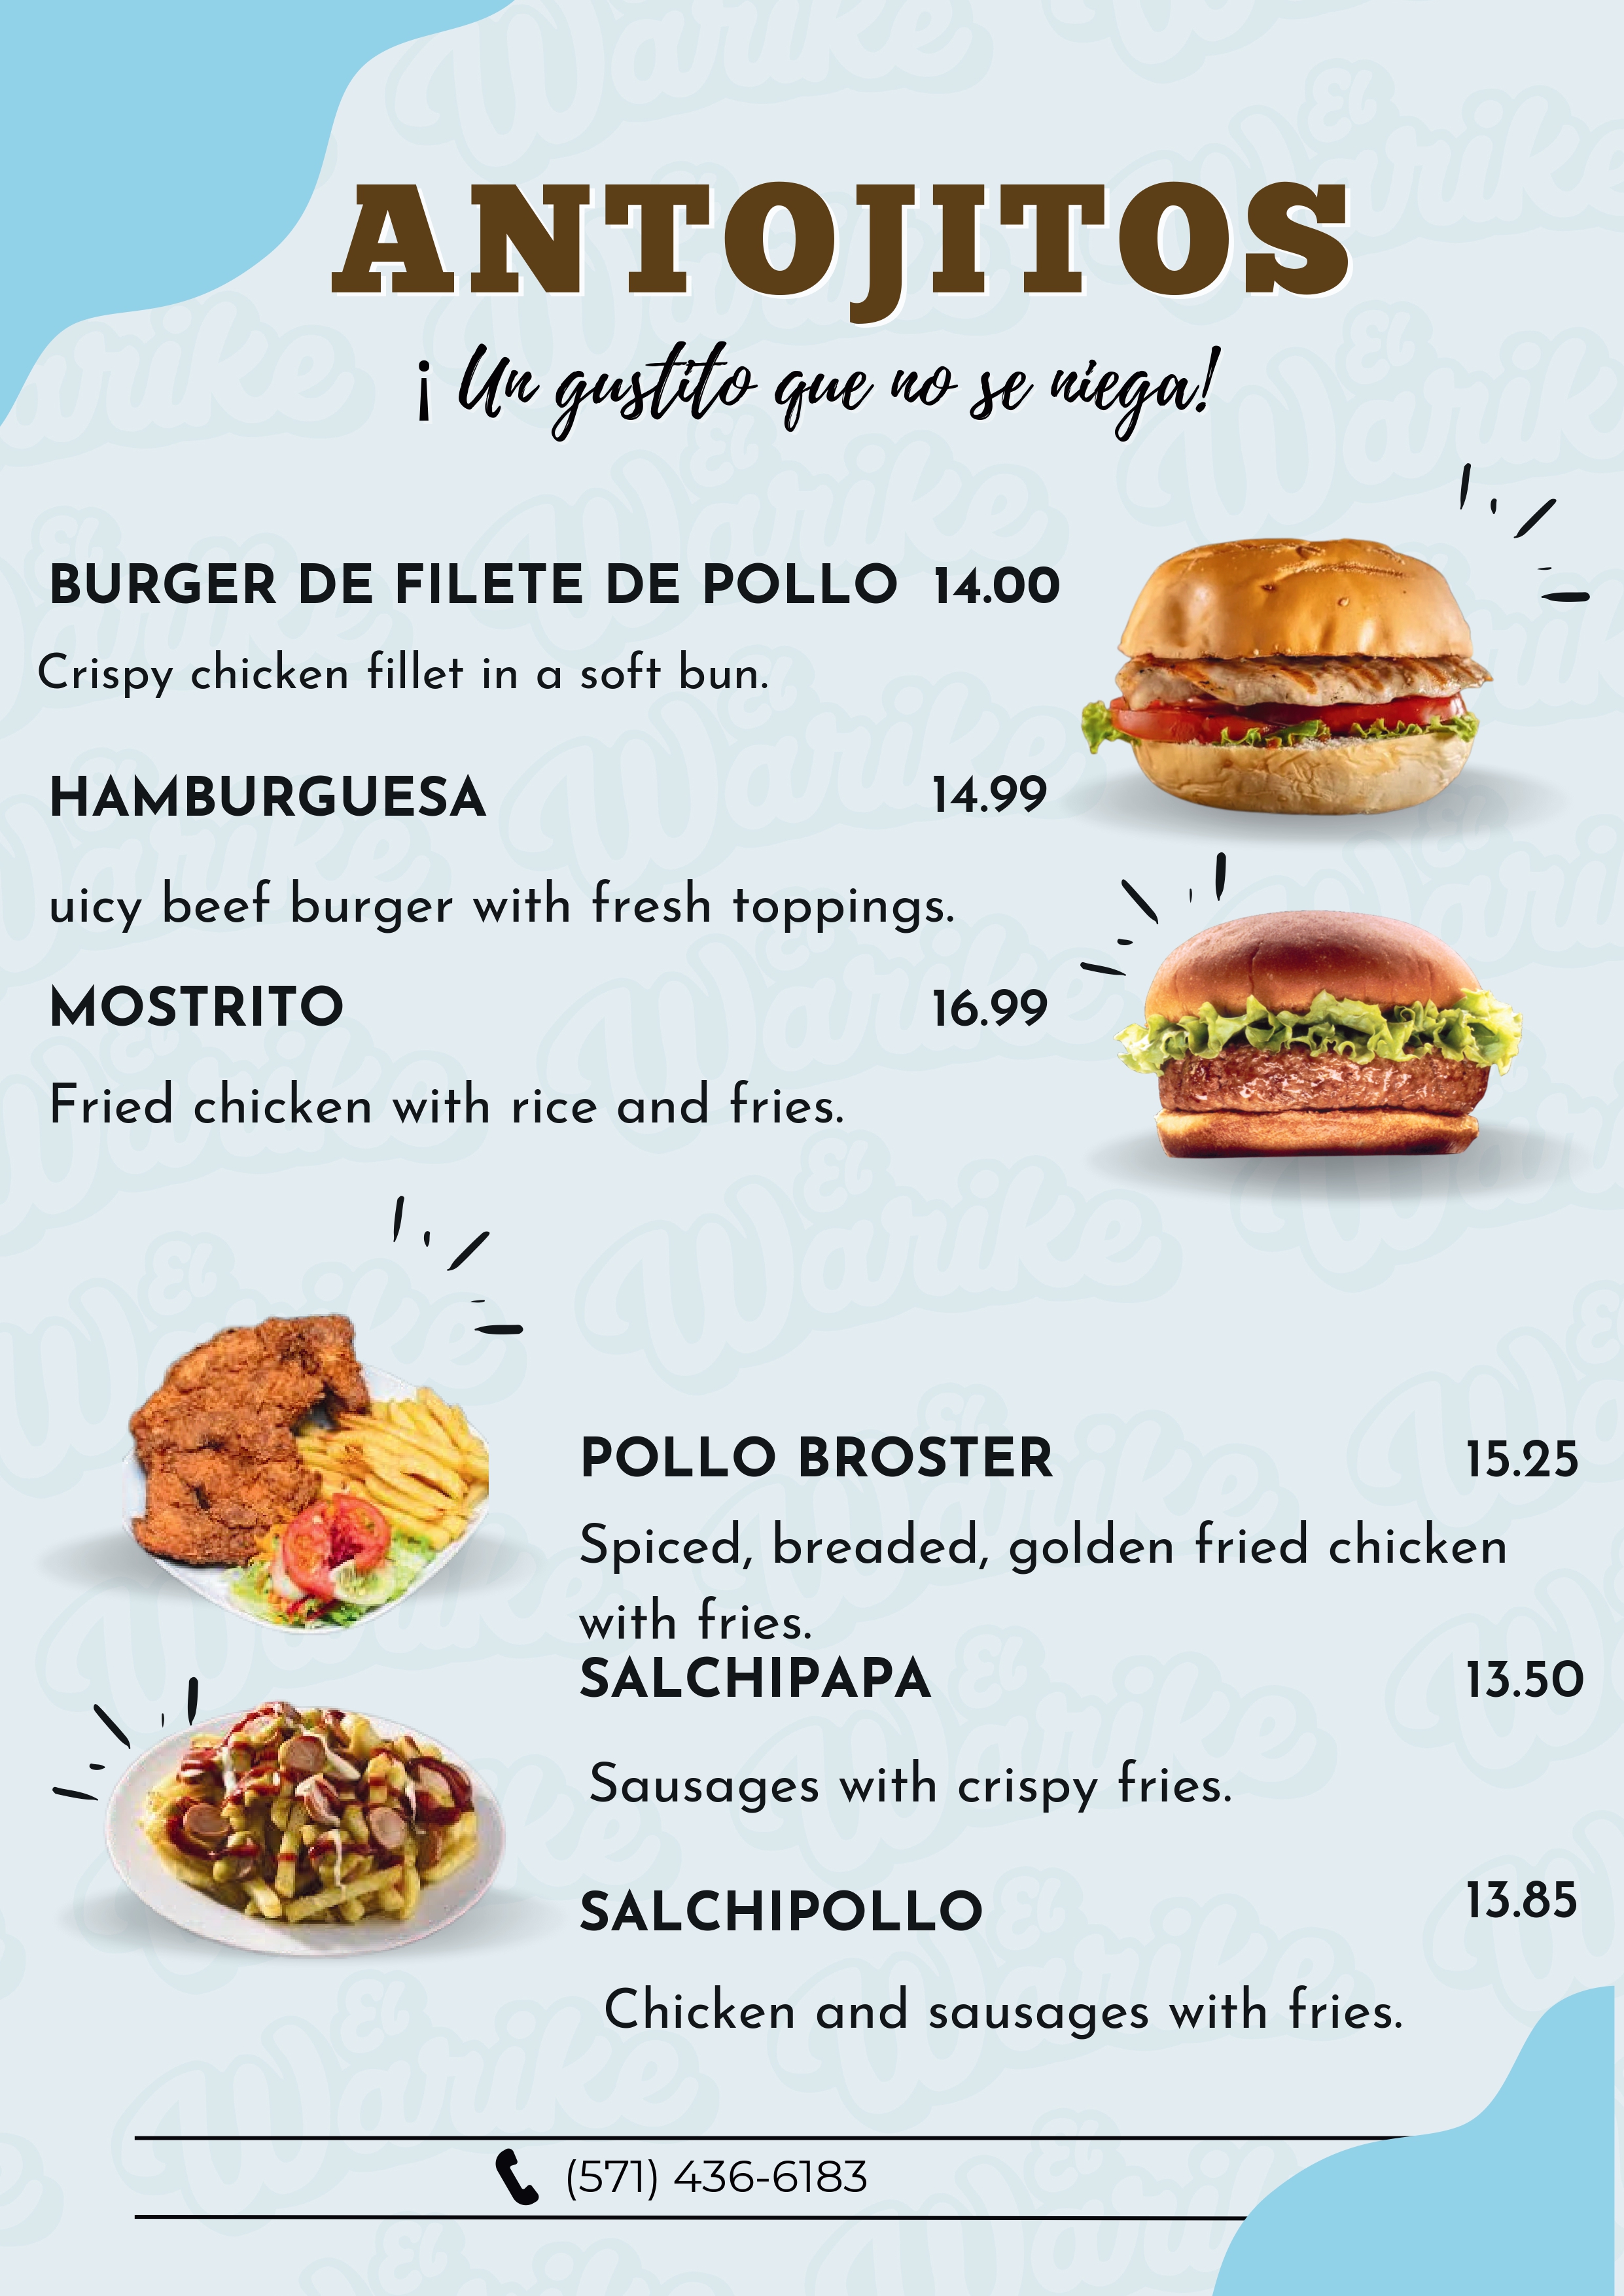 ANTOJITOS
¡ Un gustito que no se niega!
BURGER DE FILETE DE POLLO 14.00
Crispy chicken fillet in a soft bun.
HAMBURGUESA 14.99
uicy beef burger with fresh toppings.
MOSTRITO 16.99
Fried chicken with rice and fries.
POLLO BROSTER 15.25
Spiced, breaded, golden fried chicken
with fries.
SALCHIPAPA 13.50
Sausages with crispy fries.
SALCHIPOLLO 13.85
Chicken and sausages with fries.
(571) 436-6183
El Warike